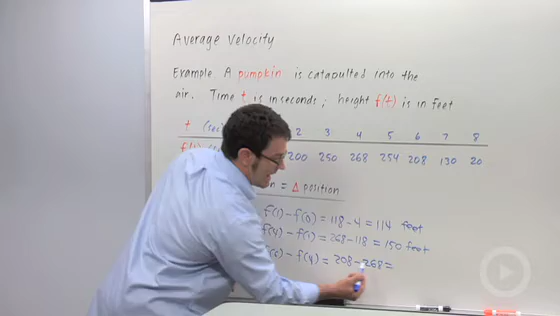 Average Velocity
Example A pumpkin is catapulted into the
air. Time t is in seconds; height f(t) is in feet
t (sec 2 3 4 5 6 7 8
f(t) 200 250 268 254 208 130 20
on = Δ position
f(1) - f(0) = 118 - 4 = 114 feet
f(4) - f(1) = 268 - 118 = 150 feet
f(6) - f(4) = 208 - 268 =